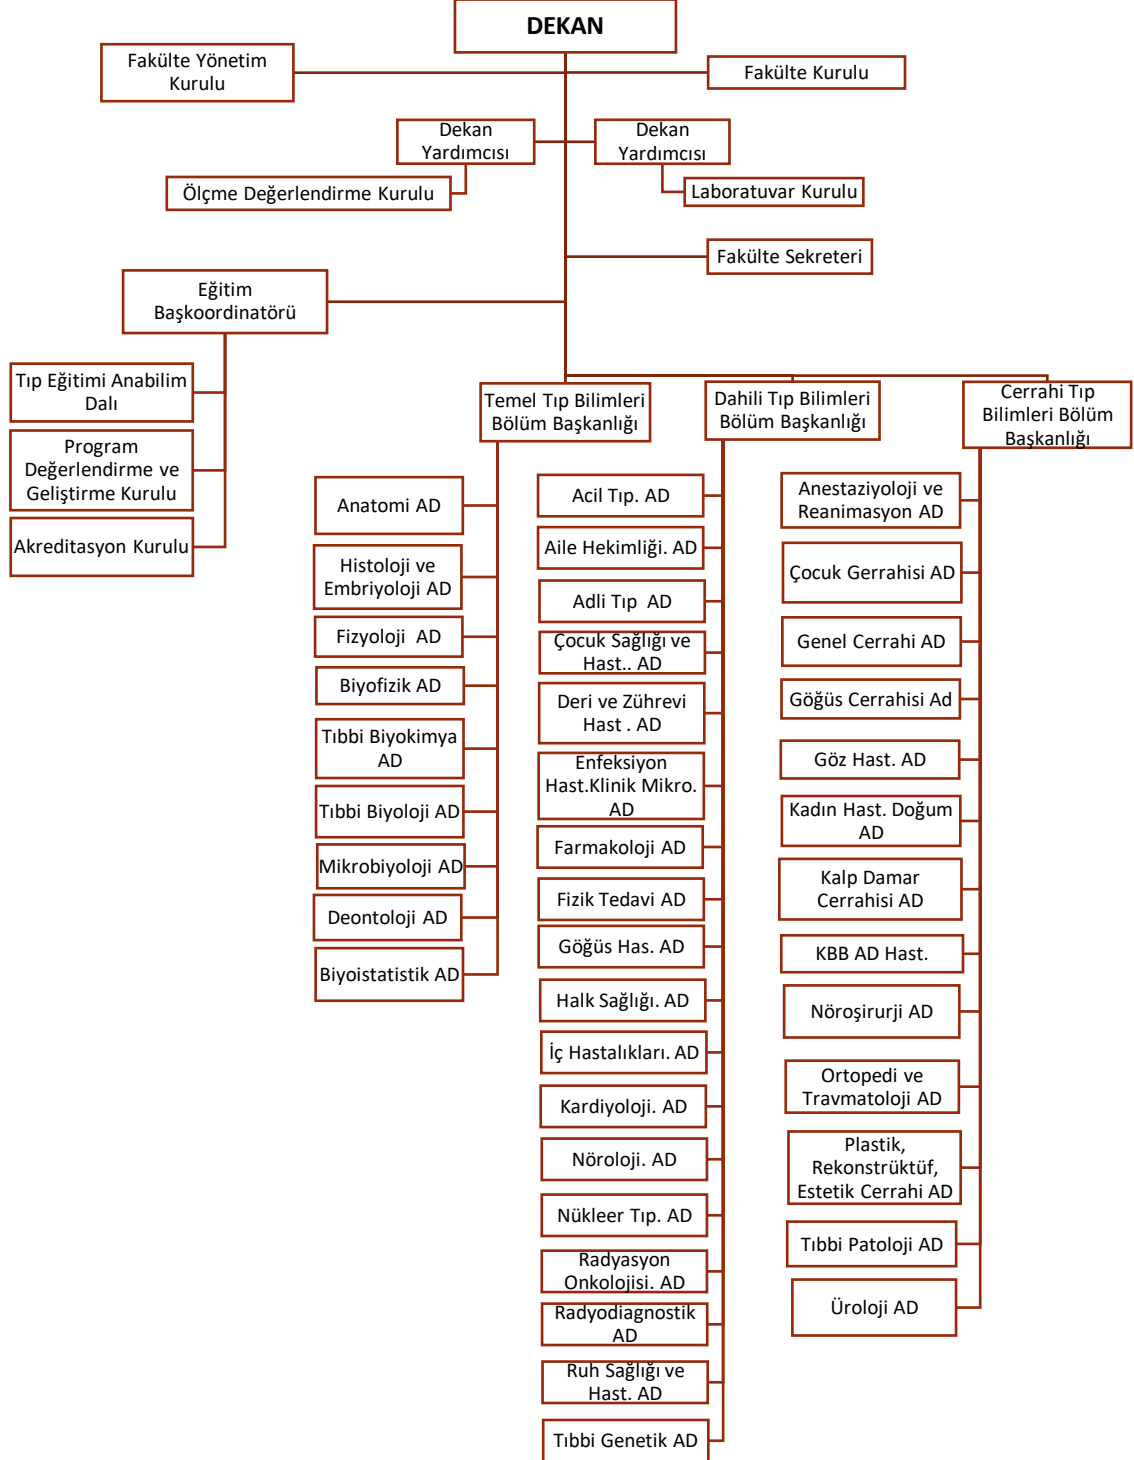 DEKAN
Fakülte Yönetim
Kurulu
Fakülte Kurulu
Dekan
Yardımcısı
Dekan
Yardımcısı
Ölçme Değerlendirme Kurulu
Laboratuvar Kurulu
Fakülte Sekreteri
Eğitim
Başkoordinatörü
Tıp Eğitimi Anabilim
Dalı
Program
Değerlendirme ve
Geliştirme Kurulu
Akreditasyon Kurulu
Temel Tıp Bilimleri
Bölüm Başkanlığı
Anatomi AD
Histoloji ve
Embriyoloji AD
Fizyoloji AD
Biyofizik AD
Tıbbi Biyokimya
AD
Tıbbi Biyoloji AD
Mikrobiyoloji AD
Deontoloji AD
Biyoistatistik AD
Dahili Tıp Bilimleri
Bölüm Başkanlığı
Acil Tıp. AD
Aile Hekimliği. AD
Adli Tıp AD
Çocuk Sağlığı ve
Hast.. AD
Deri ve Zührevi
Hast . AD
Enfeksiyon
Hast.Klinik Mikro.
AD
Farmakoloji AD
Fizik Tedavi AD
Göğüs Has. AD
Halk Sağlığı. AD
İç Hastalıkları. AD
Kardiyoloji. AD
Nöroloji. AD
Nükleer Tıp. AD
Radyasyon
Onkolojisi. AD
Radyodiagnostik
AD
Ruh Sağlığı ve
Hast. AD
Tıbbi Genetik AD
Cerrahi Tıp
Bilimleri Bölüm
Başkanlığı
Anestaziyoloji ve
Reanimasyon AD
Çocuk Gerrahisi AD
Genel Cerrahi AD
Göğüs Cerrahisi Ad
Göz Hast. AD
Kadın Hast. Doğum
AD
Kalp Damar
Cerrahisi AD
KBB AD Hast.
Nöroşirurji AD
Ortopedi ve
Travmatoloji AD
Plastik,
Rekonstrüktüf,
Estetik Cerrahi AD
Tıbbi Patoloji AD
Üroloji AD